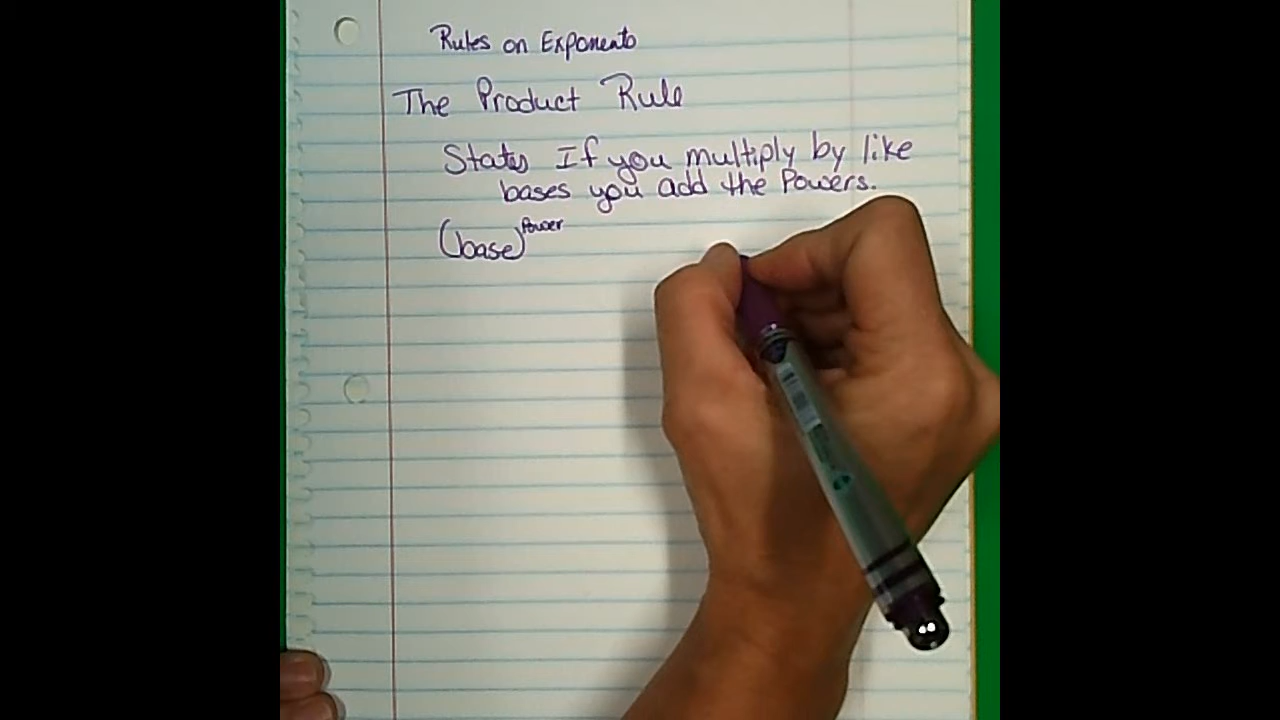 Rules on Exponents
The Product Rule
States If you multiply by like
bases you add the Powers.
(base)^Power